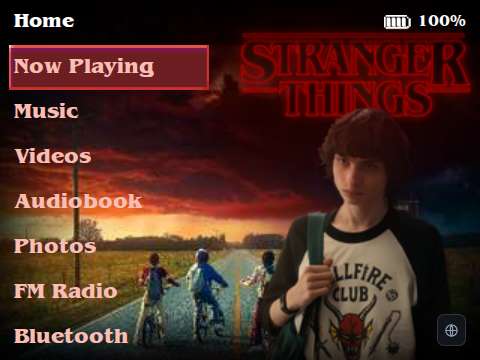 Home
100%
STRANGER
THINGS
Now Playing
Music
Videos
Audiobook
Photos
FM Radio
Bluetooth
HELLFIRE
CLUB